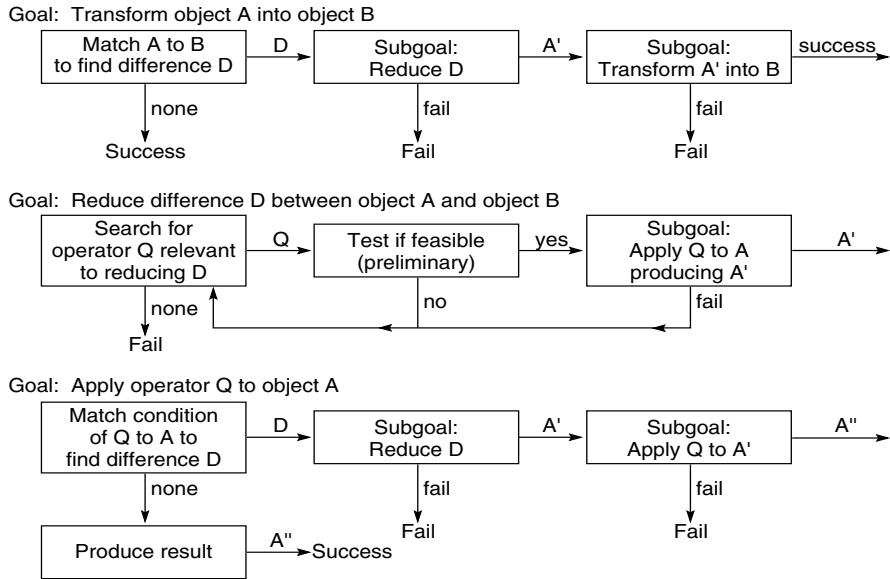 Goal: Transform object A into object B
Match A to B
to find difference D
D
Subgoal:
Reduce D
A'
Subgoal:
Transform A' into B
success
none
fail
fail
Success
Fail
Fail
Goal: Reduce difference D between object A and object B
Search for
operator Q relevant
to reducing D
Q
Test if feasible
(preliminary)
yes
Subgoal:
Apply Q to A
producing A'
A'
none
no
fail
Fail
Goal: Apply operator Q to object A
Match condition
of Q to A to
find difference D
D
Subgoal:
Reduce D
A'
Subgoal:
Apply Q to A'
A"
none
fail
fail
Fail
Fail
Produce result
A"
Success